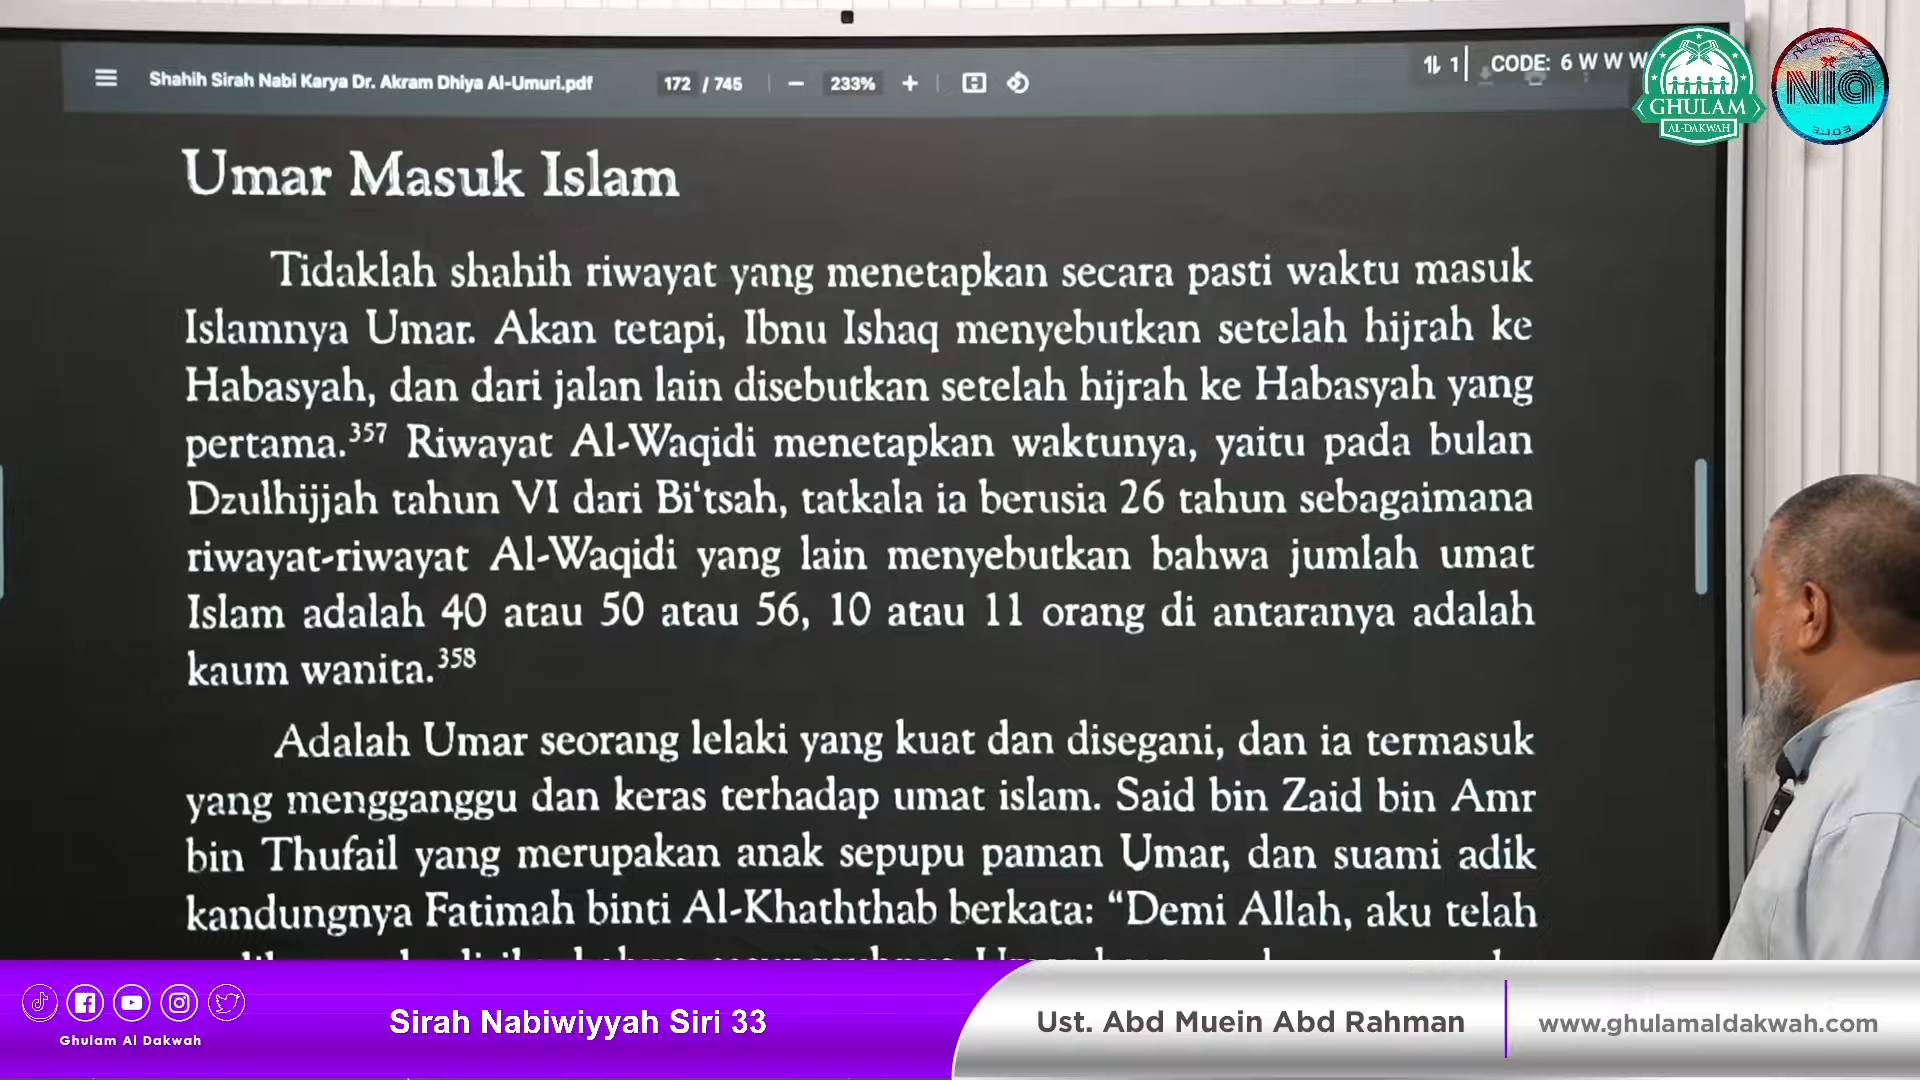 Shahih Sirah Nabi Karya Dr. Akram Dhiya Al-Umuri.pdf
172 / 745
233%
1
CODE: 6 W W W
GHULAM
AL-DAKWAH
NIA
Umar Masuk Islam
Tidaklah shahih riwayat yang menetapkan secara pasti waktu masuk
Islamnya Umar. Akan tetapi, Ibnu Ishaq menyebutkan setelah hijrah ke
Habasyah, dan dari jalan lain disebutkan setelah hijrah ke Habasyah yang
pertama.357 Riwayat Al-Waqidi menetapkan waktunya, yaitu pada bulan
Dzulhijjah tahun VI dari Bi‘tsah, tatkala ia berusia 26 tahun sebagaimana
riwayat-riwayat Al-Waqidi yang lain menyebutkan bahwa jumlah umat
Islam adalah 40 atau 50 atau 56, 10 atau 11 orang di antaranya adalah
kaum wanita.358
Adalah Umar seorang lelaki yang kuat dan disegani, dan ia termasuk
yang mengganggu dan keras terhadap umat islam. Said bin Zaid bin Amr
bin Thufail yang merupakan anak sepupu paman Umar, dan suami adik
kandungnya Fatimah binti Al-Khaththab berkata: “Demi Allah, aku telah
Ghulam Al Dakwah
Sirah Nabiwiyyah Siri 33
Ust. Abd Muein Abd Rahman
www.ghulamaldakwah.com